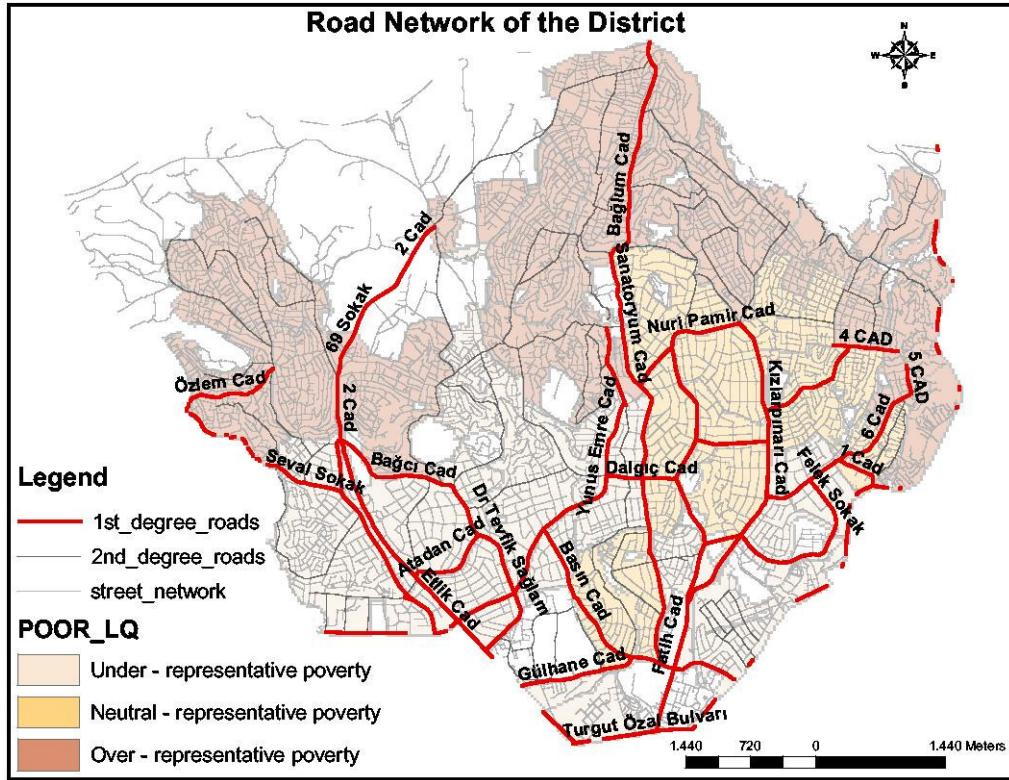 Road Network of the District
N
W E
S
Bağlum Cad
2 Cad
Sanatoryum Cad
69 Sokak
Nuri Pamir Cad
4 CAD
5 CAD
Özlem Cad
Kızlarpınarı Cad
Yunus Emre Cad
2 Cad
6 Cad
1 Cad
Bağcı Cad
Seval Sokak
Dalgıç Cad
Felek Sokak
Dr Tevfik Sağlam
Atadan Cad
Etlik Cad
Basın Cad
Fatih Cad
Gülhane Cad
Turgut Özal Bulvarı
Legend
1st_degree_roads
2nd_degree_roads
street_network
POOR_LQ
Under - representative poverty
Neutral - representative poverty
Over - representative poverty
1.440 720 0 1.440 Meters